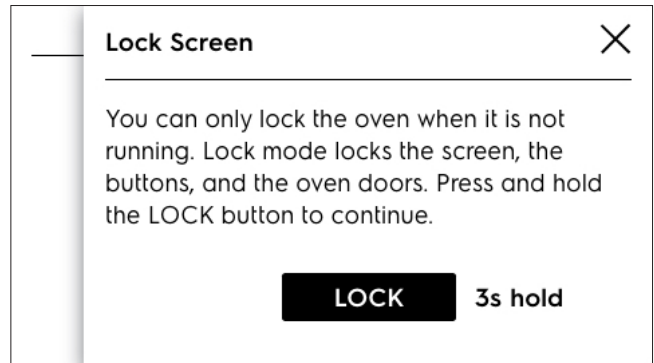 Lock Screen
You can only lock the oven when it is not
running. Lock mode locks the screen, the
buttons, and the oven doors. Press and hold
the LOCK button to continue.
LOCK 3s hold